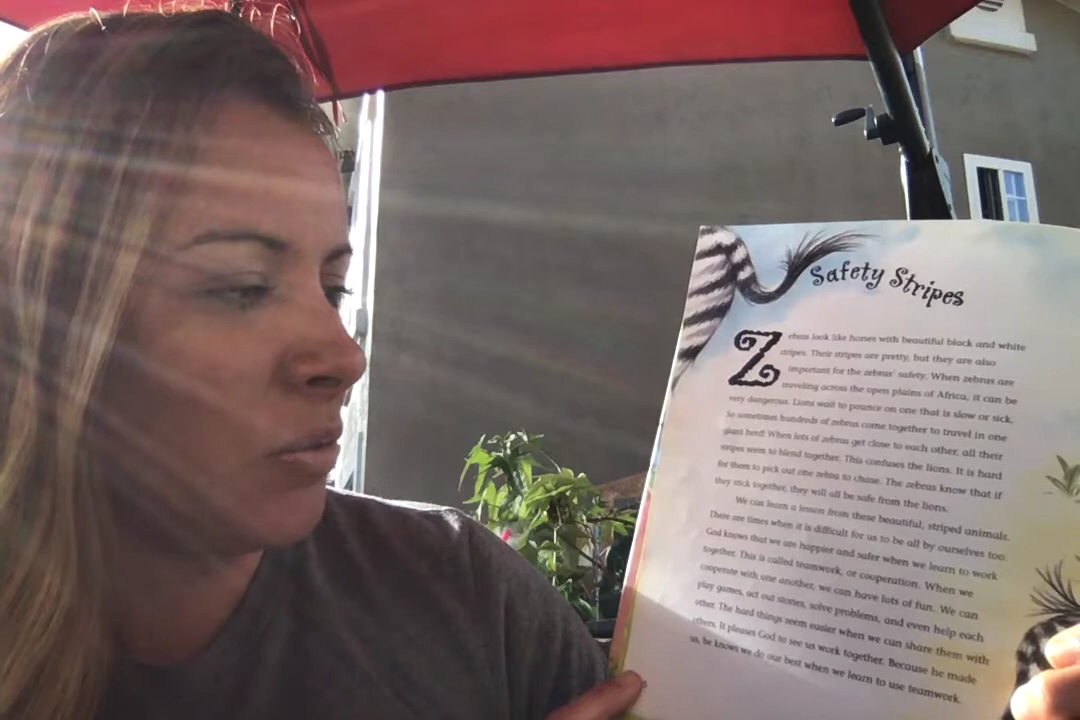 Safety Stripes
Zebras look like horses with beautiful black and white
stripes. Their stripes are pretty, but they are also
important for the zebras' safety. When zebras are
traveling across the open plains of Africa, it can be
very dangerous. Lions wait to pounce on one that is slow or sick.
So sometimes hundreds of zebras come together to travel in one
giant herd! When lots of zebras get close to each other, all their
stripes seem to blend together. This confuses the lions. It is hard
for them to pick out one zebra to chase. The zebras know that if
they stick together, they will all be safe from the lions.
We can learn a lesson from these beautiful, striped animals.
There are times when it is difficult for us to be all by ourselves too.
God knows that we are happier and safer when we learn to work
together. This is called teamwork, or cooperation. When we
cooperate with one another, we can have lots of fun. We can
play games, act out stories, solve problems, and even help each
other. The hard things seem easier when we can share them with
others. It pleases God to see us work together. Because he made
us, he knows we do our best when we learn to use teamwork.